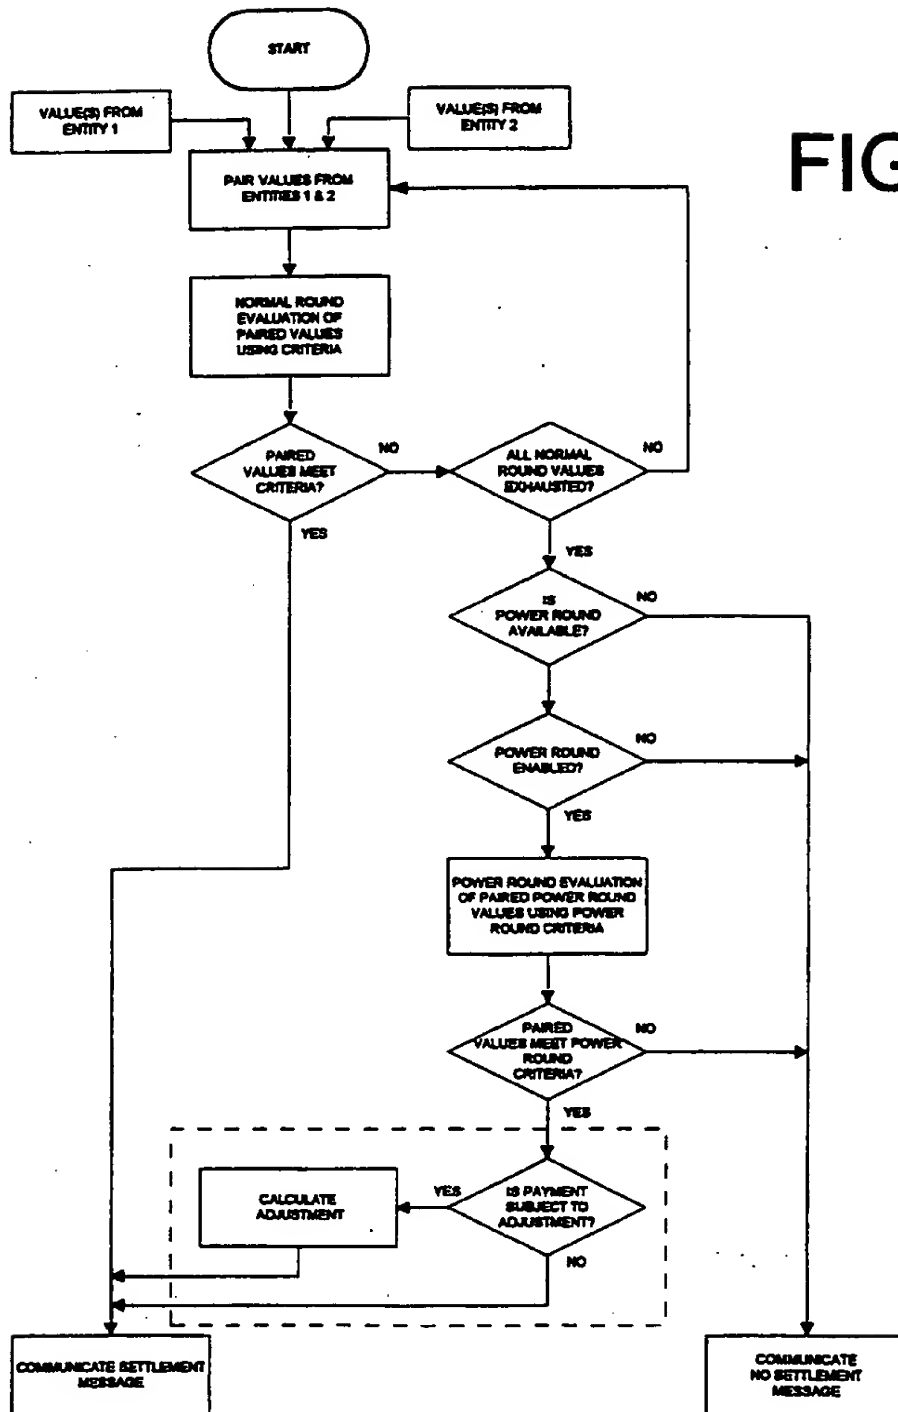 START
VALUE(S) FROM
ENTITY 1
VALUE(S) FROM
ENTITY 2
FIG
PAIR VALUES FROM
ENTITIES 1 & 2
NORMAL ROUND
EVALUATION OF
PAIRED VALUES
USING CRITERIA
PAIRED
VALUES MEET
CRITERIA?
NO
YES
ALL NORMAL
ROUND VALUES
EXHAUSTED?
NO
YES
IS
POWER ROUND
AVAILABLE?
NO
POWER ROUND
ENABLED?
NO
YES
POWER ROUND EVALUATION
OF PAIRED POWER ROUND
VALUES USING POWER
ROUND CRITERIA
PAIRED
VALUES MEET POWER
ROUND
CRITERIA?
NO
YES
IS PAYMENT
SUBJECT TO
ADJUSTMENT?
YES
NO
CALCULATE
ADJUSTMENT
COMMUNICATE SETTLEMENT
MESSAGE
COMMUNICATE
NO SETTLEMENT
MESSAGE